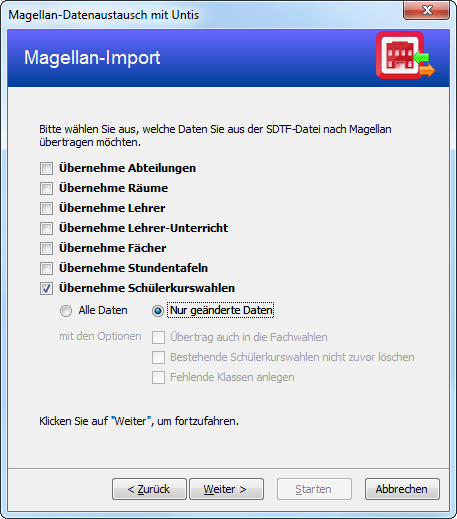 Magellan-Datenaustausch mit Untis
Magellan-Import
Bitte wählen Sie aus, welche Daten Sie aus der SDTF-Datei nach Magellan
übertragen möchten.
Übernehme Abteilungen
Übernehme Räume
Übernehme Lehrer
Übernehme Lehrer-Unterricht
Übernehme Fächer
Übernehme Stundentafeln
Übernehme Schülerkurswahlen
Alle Daten Nur geänderte Daten
mit den Optionen Übertrag auch in die Fachwahlen
Bestehende Schülerkurswahlen nicht zuvor löschen
Fehlende Klassen anlegen
Klicken Sie auf "Weiter", um fortzufahren.
< Zurück Weiter > Starten Abbrechen